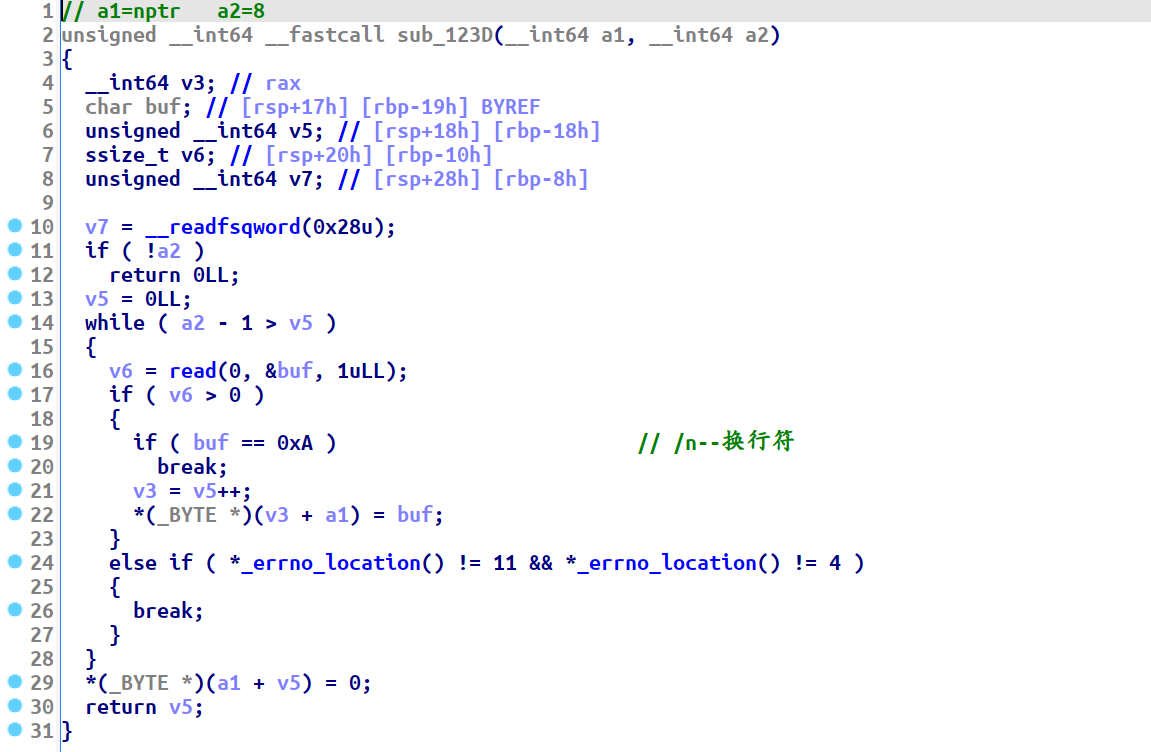 1 // a1=nptr   a2=8
2 unsigned __int64 __fastcall sub_123D(__int64 a1, __int64 a2)
3 {
4   __int64 v3; // rax
5   char buf; // [rsp+17h] [rbp-19h] BYREF
6   unsigned __int64 v5; // [rsp+18h] [rbp-18h]
7   ssize_t v6; // [rsp+20h] [rbp-10h]
8   unsigned __int64 v7; // [rsp+28h] [rbp-8h]
9
10   v7 = __readfsqword(0x28u);
11   if ( !a2 )
12     return 0LL;
13   v5 = 0LL;
14   while ( a2 - 1 > v5 )
15   {
16     v6 = read(0, &buf, 1uLL);
17     if ( v6 > 0 )
18     {
19       if ( buf == 0xA )                         // /n--换行符
20         break;
21       v3 = v5++;
22       *(_BYTE *)(v3 + a1) = buf;
23     }
24     else if ( *_errno_location() != 11 && *_errno_location() != 4 )
25     {
26       break;
27     }
28   }
29   *(_BYTE *)(a1 + v5) = 0;
30   return v5;
31 }